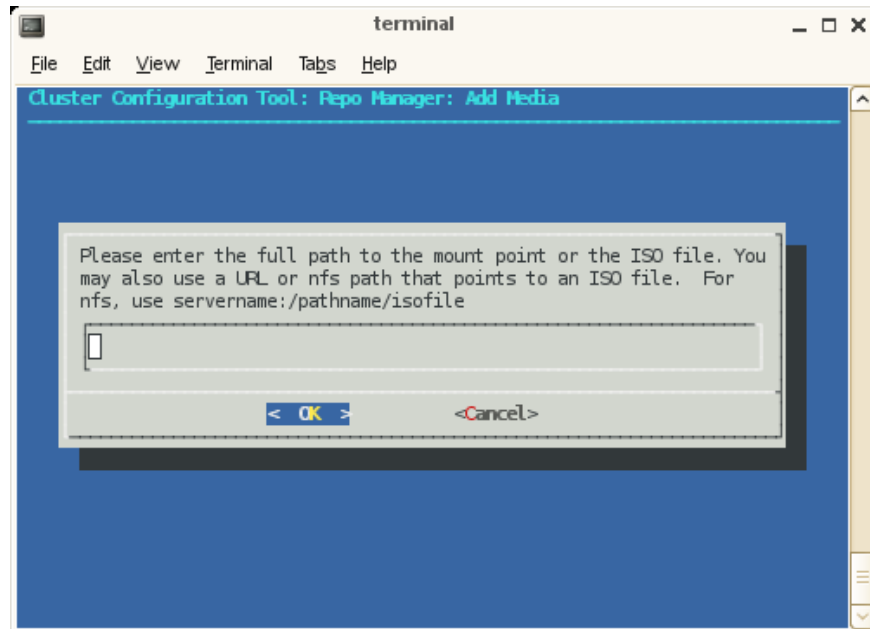 terminal
File Edit View Terminal Tabs Help
Cluster Configuration Tool: Repo Manager: Add Media
Please enter the full path to the mount point or the ISO file. You
may also use a URL or nfs path that points to an ISO file.  For
nfs, use servername:/pathname/isofile
< OK > <Cancel>